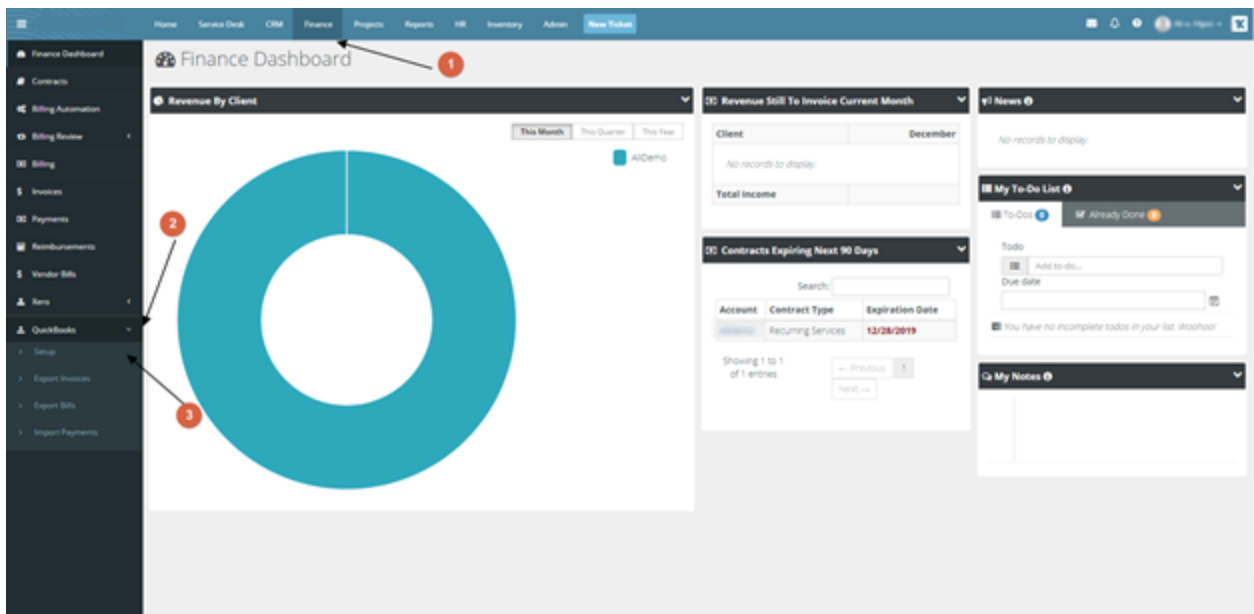 Home Service Desk CRM Finance Projects Reports HR Inventory Admin New Ticket
Finance Dashboard
Contracts
Billing Automation
Billing Review
Billing
$ Invoices
Payments
Reimbursements
$ Vendor Bills
Xero
QuickBooks
Setup
Export Invoices
Export Bills
Import Payments
1
2
3
Finance Dashboard
Revenue By Client
This Month This Quarter This Year
AliDemo
Revenue Still To Invoice Current Month
Client December
No records to display.
Total Income
Contracts Expiring Next 90 Days
Search:
Account Contract Type Expiration Date
Recurring Services 12/28/2019
Showing 1 to 1
of 1 entries
← Previous 1
Next →
News
No records to display.
My To-Do List
To-Dos 0 Already Done 0
Todo
Add to-do...
Due date
You have no incomplete todos in your list. Woohoo!
My Notes